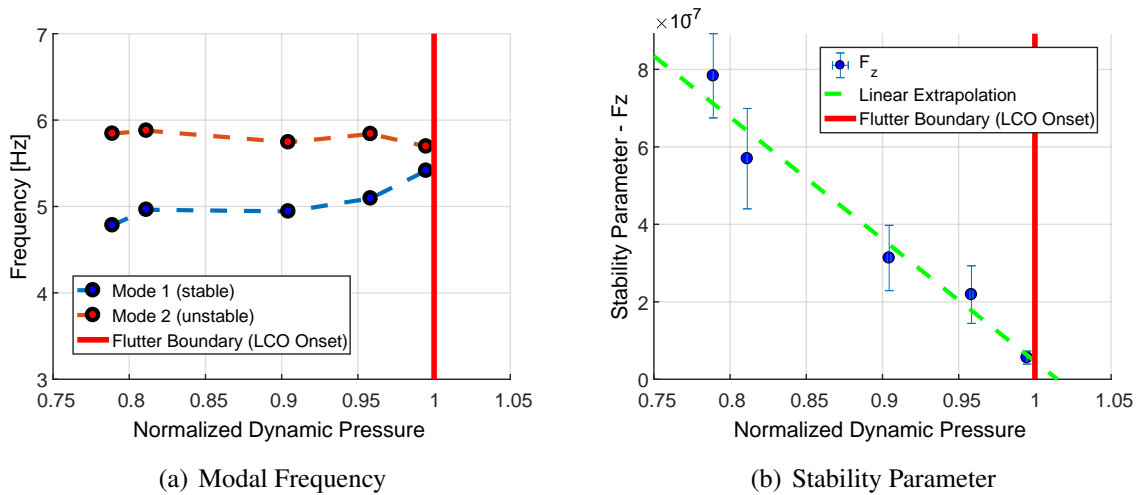 7
6
5
4
3
Frequency [Hz]
0.75
0.8
0.85
0.9
0.95
1
1.05
Normalized Dynamic Pressure
Mode 1 (stable)
Mode 2 (unstable)
Flutter Boundary (LCO Onset)
(a) Modal Frequency
×10⁻⁷
8
6
4
2
0
Stability Parameter - Fz
0.75
0.8
0.85
0.9
0.95
1
1.05
Normalized Dynamic Pressure
F_z
Linear Extrapolation
Flutter Boundary (LCO Onset)
(b) Stability Parameter